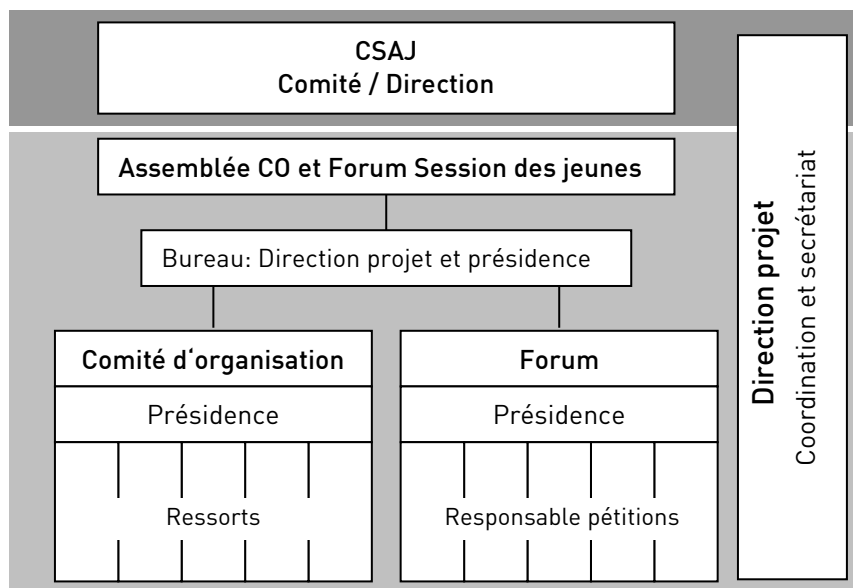 CSAJ
Comité / Direction
Assemblée CO et Forum Session des jeunes
Bureau: Direction projet et présidence
Comité d‘organisation
Présidence
Ressorts
Forum
Présidence
Responsable pétitions
Direction projet
Coordination et secrétariat